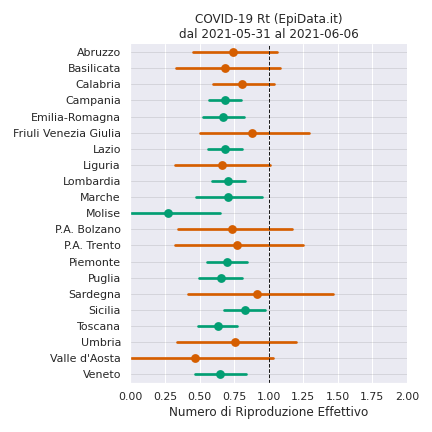 COVID-19 Rt (EpiData.it)
dal 2021-05-31 al 2021-06-06
Abruzzo
Basilicata
Calabria
Campania
Emilia-Romagna
Friuli Venezia Giulia
Lazio
Liguria
Lombardia
Marche
Molise
P.A. Bolzano
P.A. Trento
Piemonte
Puglia
Sardegna
Sicilia
Toscana
Umbria
Valle d'Aosta
Veneto
0.00 0.25 0.50 0.75 1.00 1.25 1.50 1.75 2.00
Numero di Riproduzione Effettivo